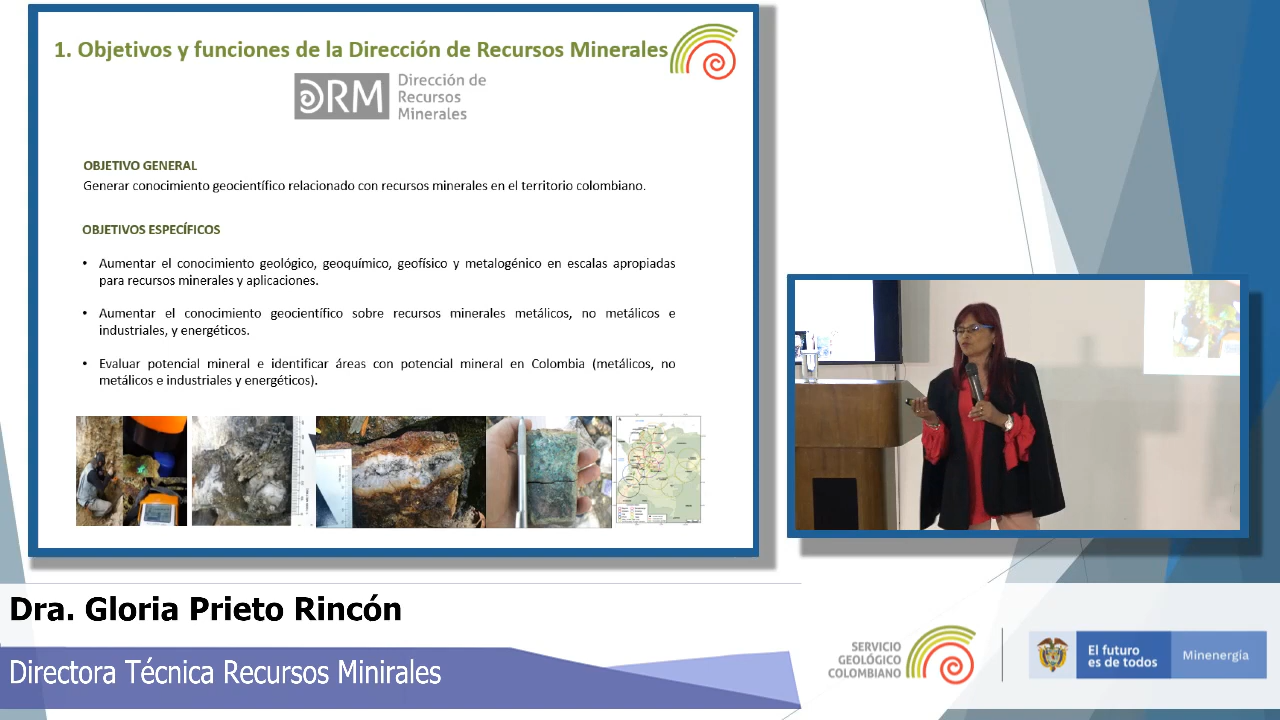 1. Objetivos y funciones de la Dirección de Recursos Minerales
DRM
Dirección de
Recursos
Minerales
OBJETIVO GENERAL
Generar conocimiento geocientífico relacionado con recursos minerales en el territorio colombiano.
OBJETIVOS ESPECÍFICOS
• Aumentar el conocimiento geológico, geoquímico, geofísico y metalogénico en escalas apropiadas
para recursos minerales y aplicaciones.
• Aumentar el conocimiento geocientífico sobre recursos minerales metálicos, no metálicos e
industriales, y energéticos.
• Evaluar potencial mineral e identificar áreas con potencial mineral en Colombia (metálicos, no
metálicos e industriales y energéticos).
Dra. Gloria Prieto Rincón
Directora Técnica Recursos Minirales
SERVICIO
GEOLÓGICO
COLOMBIANO
El futuro
es de todos
Minenergía